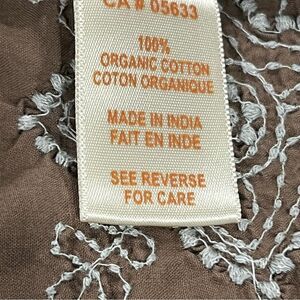 CA # 05633
100%
ORGANIC COTTON
COTON ORGANIQUE
MADE IN INDIA
FAIT EN INDE
SEE REVERSE
FOR CARE